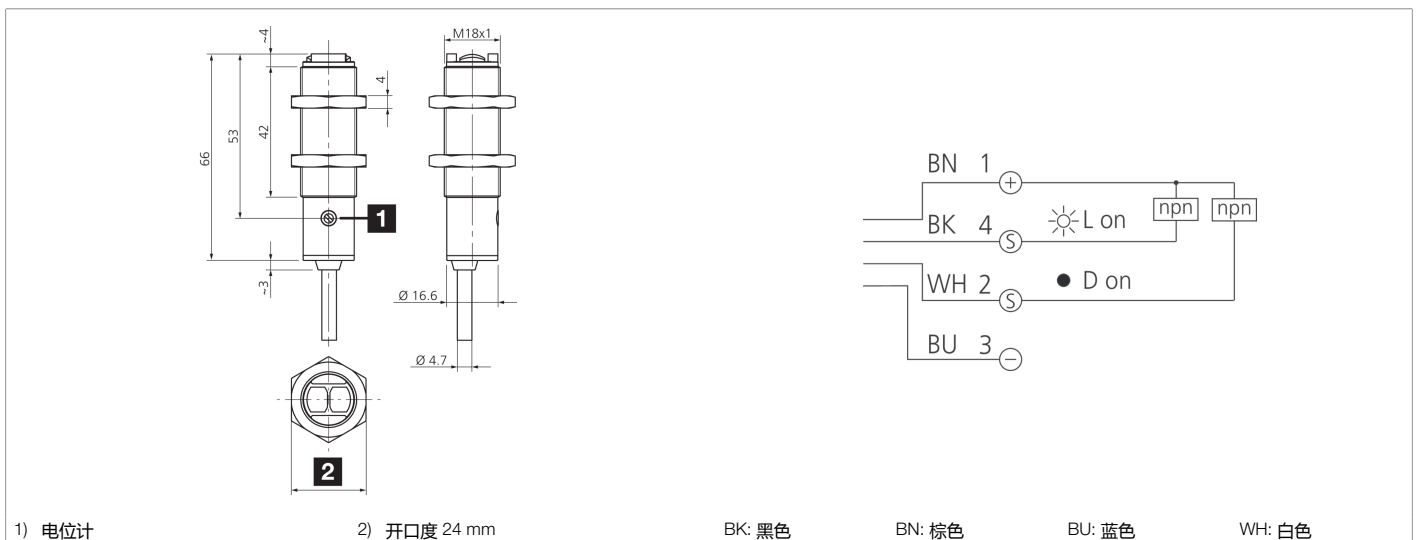 ~4
M18x1
4
66
53
42
1
~3
Ø 16.6
Ø 4.7
2
BN 1 +
npn npn
BK 4 S L on
WH 2 S D on
BU 3 −
1) 电位计
2) 开口度 24 mm
BK: 黑色
BN: 棕色
BU: 蓝色
WH: 白色